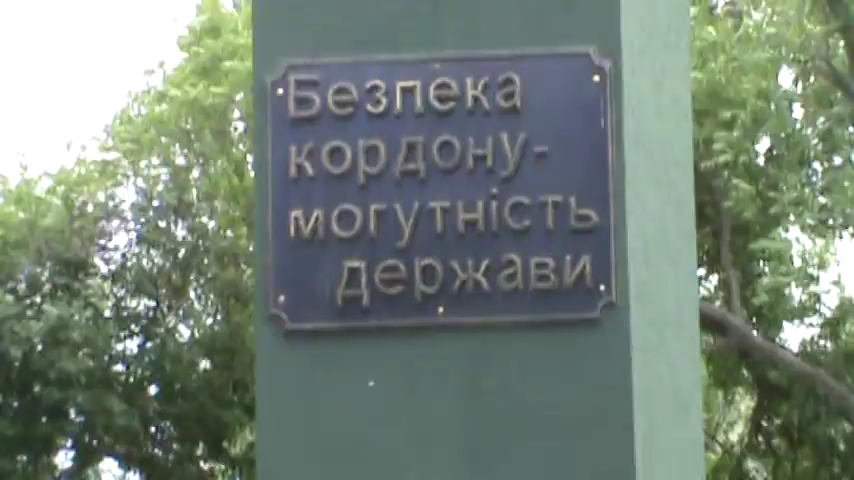 Безпека
кордону-
могутність
держави